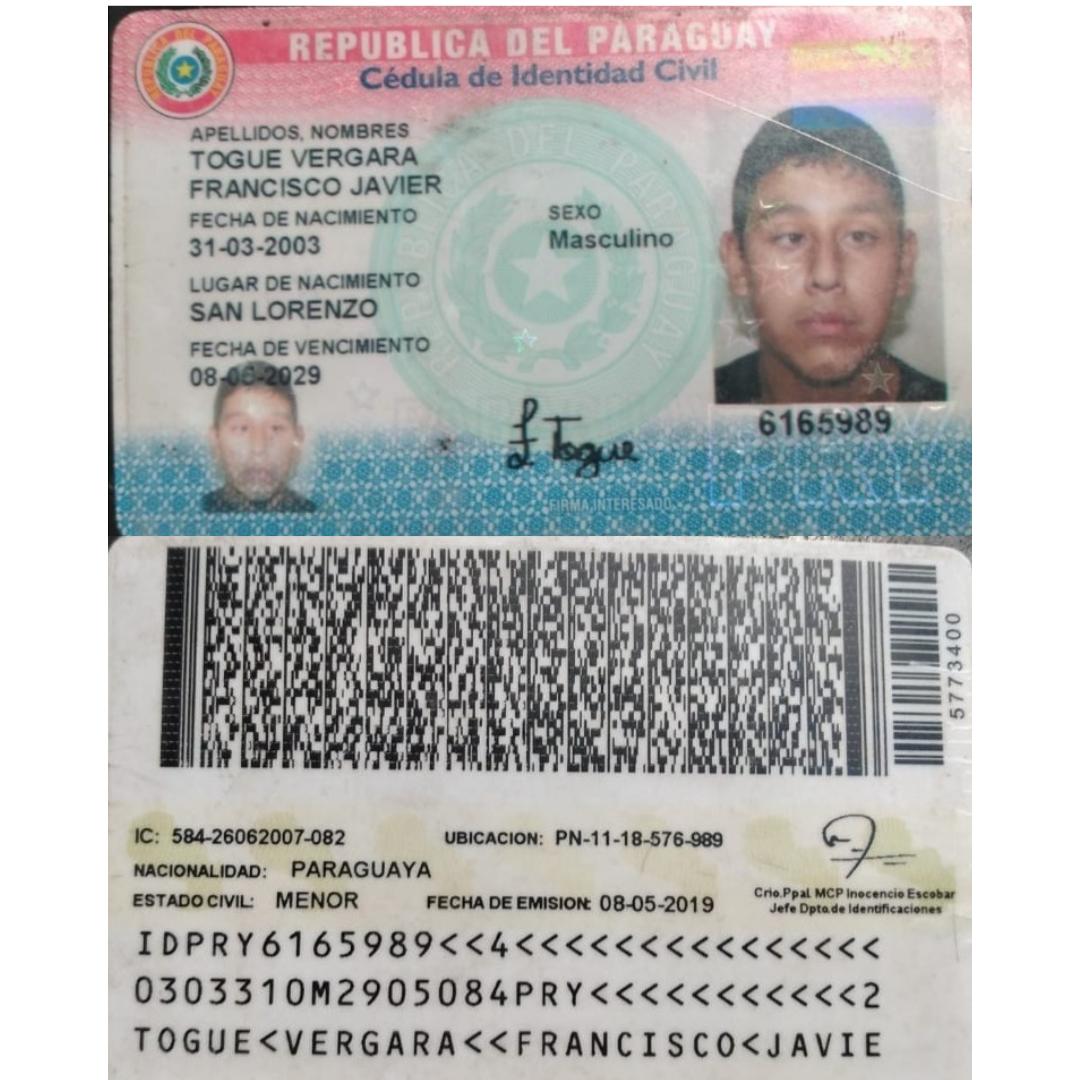 REPUBLICA DEL PARAGUAY
Cédula de Identidad Civil
APELLIDOS, NOMBRES
TOGUE VERGARA
FRANCISCO JAVIER
FECHA DE NACIMIENTO
31-03-2003
SEXO
Masculino
LUGAR DE NACIMIENTO
SAN LORENZO
FECHA DE VENCIMIENTO
08-05-2029
6165989
Togue
FIRMA INTERESADO
5773400
IC: 584-26062007-082
UBICACION: PN-11-18-576-989
NACIONALIDAD: PARAGUAYA
ESTADO CIVIL: MENOR
FECHA DE EMISION: 08-05-2019
Crio.Ppal. MCP Inocencio Escobar
Jefe Dpto.de Identificaciones
IDPRY6165989<<4<<<<<<<<<<<<<<<
0303310M2905084PRY<<<<<<<<<<<2
TOGUE<VERGARA<<FRANCISCO<JAVIE